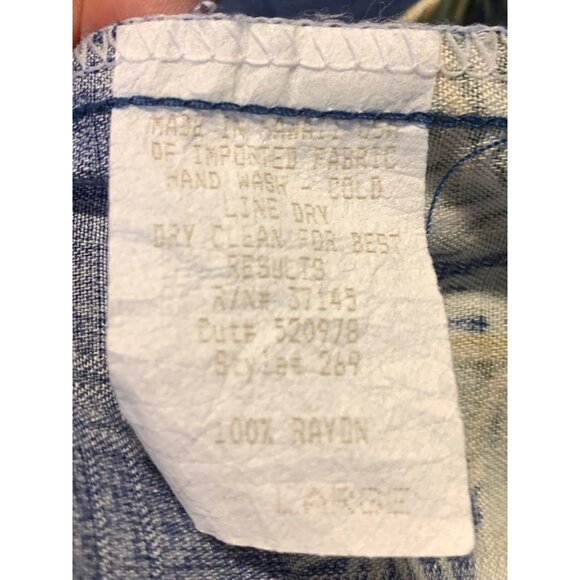 MADE IN HAWAII USA
OF IMPORTED FABRIC
HAND WASH - COLD
LINE DRY
DRY CLEAN FOR BEST
RESULTS
R/N# 37145
Cut# 520978
Style# 269
100% RAYON
- LARGE